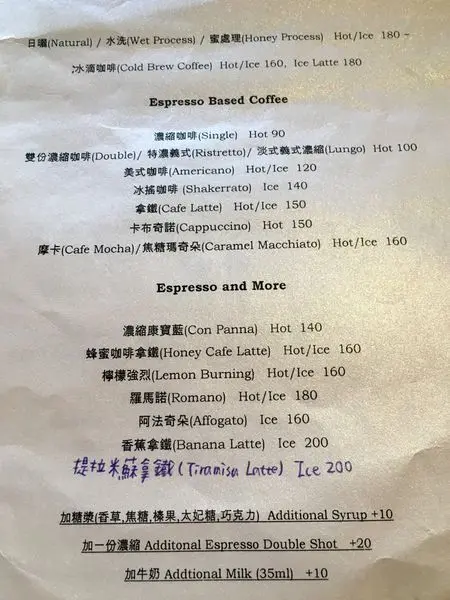 日曬(Natural) / 水洗(Wet Process) / 蜜處理(Honey Process) Hot/Ice 180 ~
水滴咖啡(Cold Brew Coffee) Hot/Ice 160, Ice Latte 180
Espresso Based Coffee
濃縮咖啡(Single) Hot 90
雙份濃縮咖啡(Double)/ 特濃義式(Ristretto)/ 淡式義式濃縮(Lungo) Hot 100
美式咖啡(Americano) Hot/Ice 120
冰搖咖啡 (Shakerrato) Ice 140
拿鐵(Cafe Latte) Hot/Ice 150
卡布奇諾(Cappuccino) Hot 150
摩卡(Cafe Mocha)/焦糖瑪奇朵(Caramel Macchiato) Hot/Ice 160
Espresso and More
濃縮康寶藍(Con Panna) Hot 140
蜂蜜咖啡拿鐵(Honey Cafe Latte) Hot/Ice 160
檸檬強烈(Lemon Burning) Hot/Ice 160
羅馬諾(Romano) Hot/Ice 180
阿法奇朵(Affogato) Ice 160
香蕉拿鐵(Banana Latte) Ice 200
提拉米蘇拿鐵(Tiramisu Latte) Ice 200
加糖漿(香草,焦糖,榛果,太妃糖,巧克力) Additional Syrup +10
加一份濃縮 Additonal Espresso Double Shot +20
加牛奶 Addtional Milk (35ml) +10